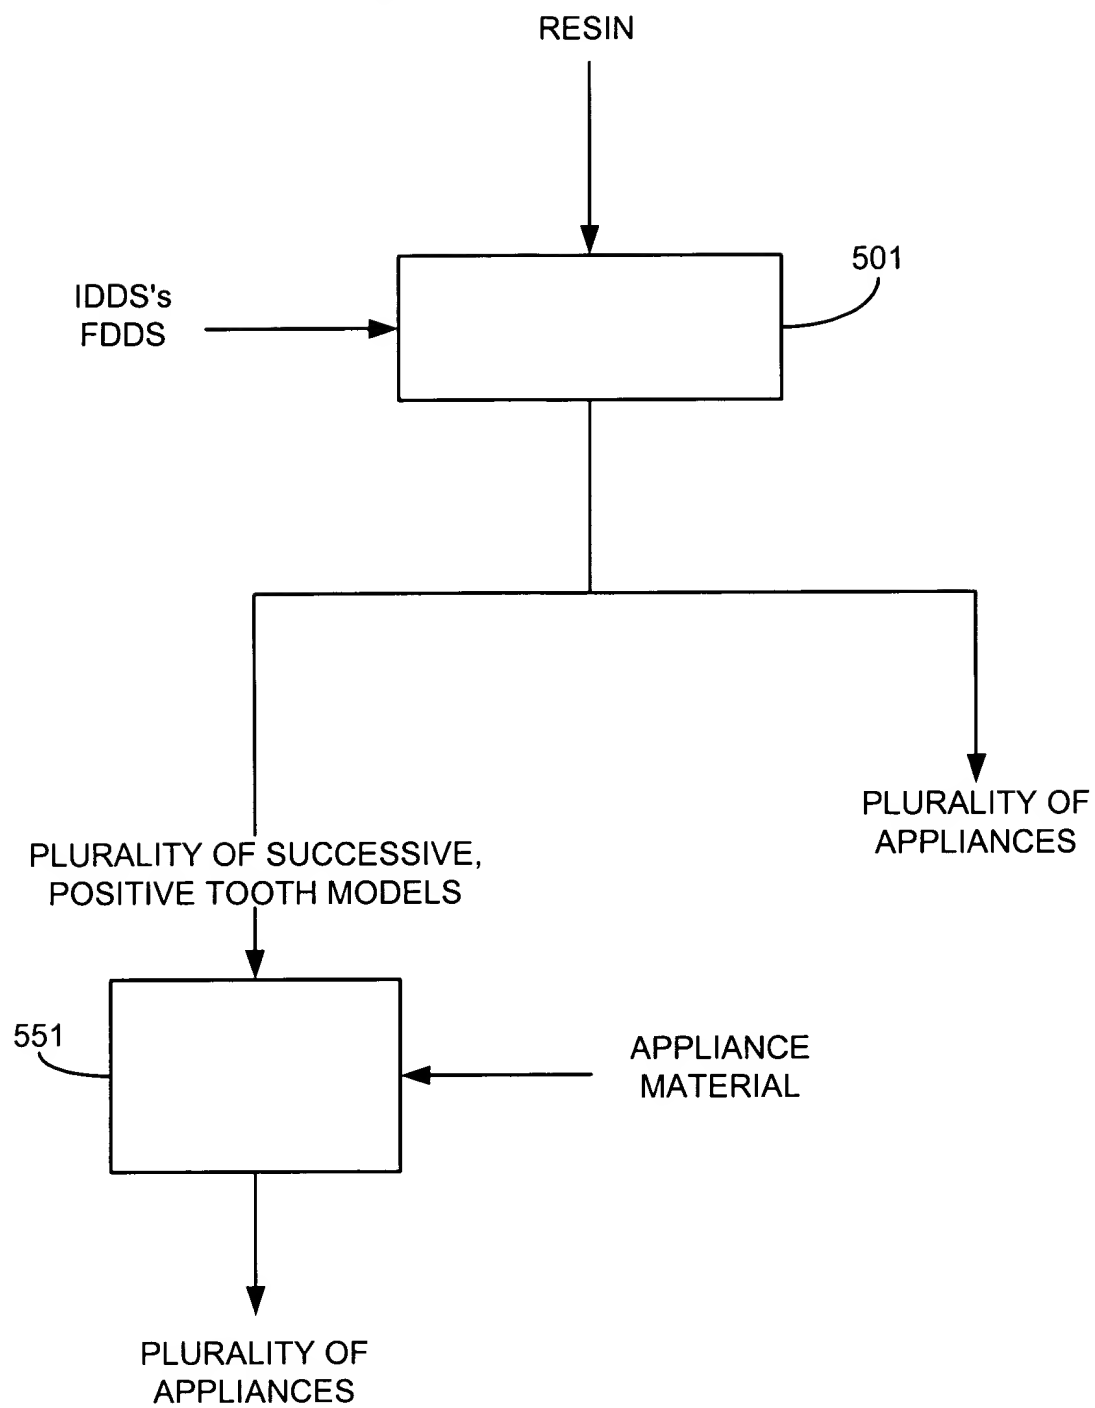 RESIN
501
IDDS's
FDDS
PLURALITY OF
APPLIANCES
PLURALITY OF SUCCESSIVE,
POSITIVE TOOTH MODELS
551
APPLIANCE
MATERIAL
PLURALITY OF
APPLIANCES